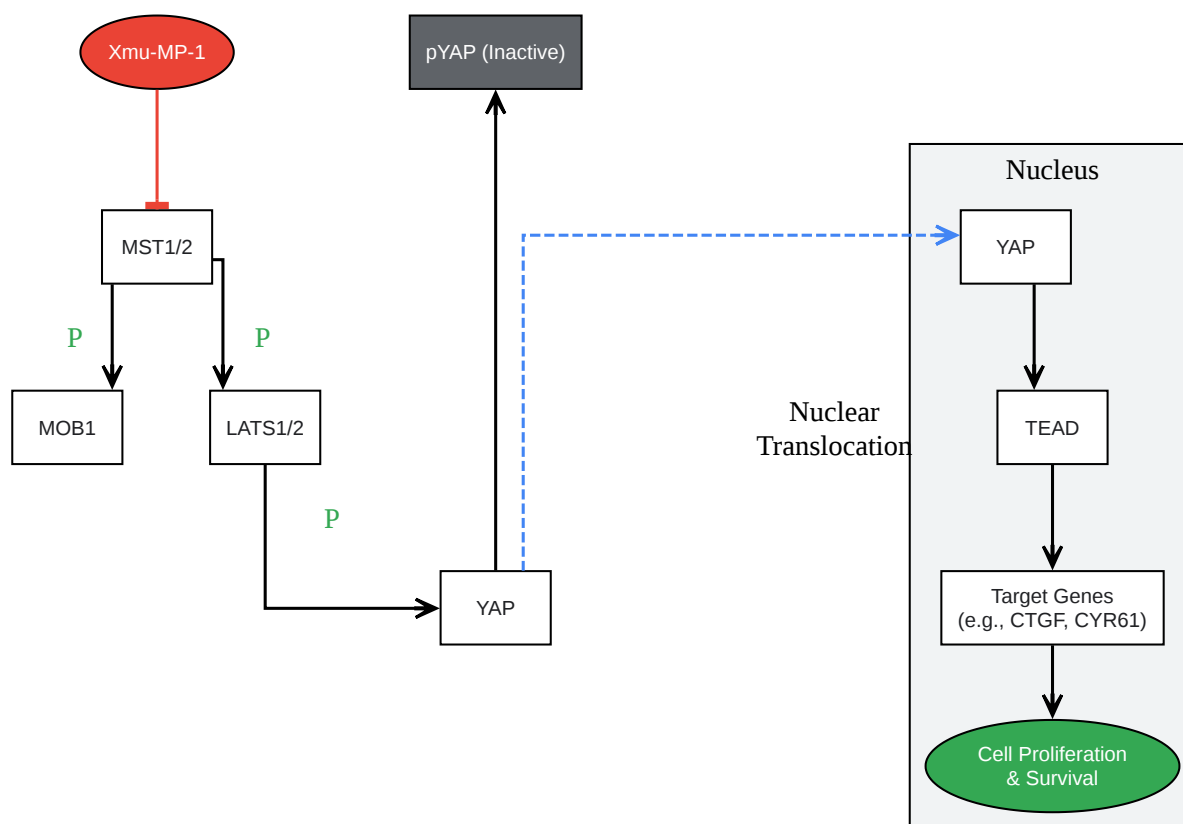 Xmu-MP-1
pYAP (Inactive)
Nucleus
MST1/2
YAP
P
P
MOB1
LATS1/2
Nuclear
Translocation
TEAD
P
YAP
Target Genes
(e.g., CTGF, CYR61)
Cell Proliferation
& Survival